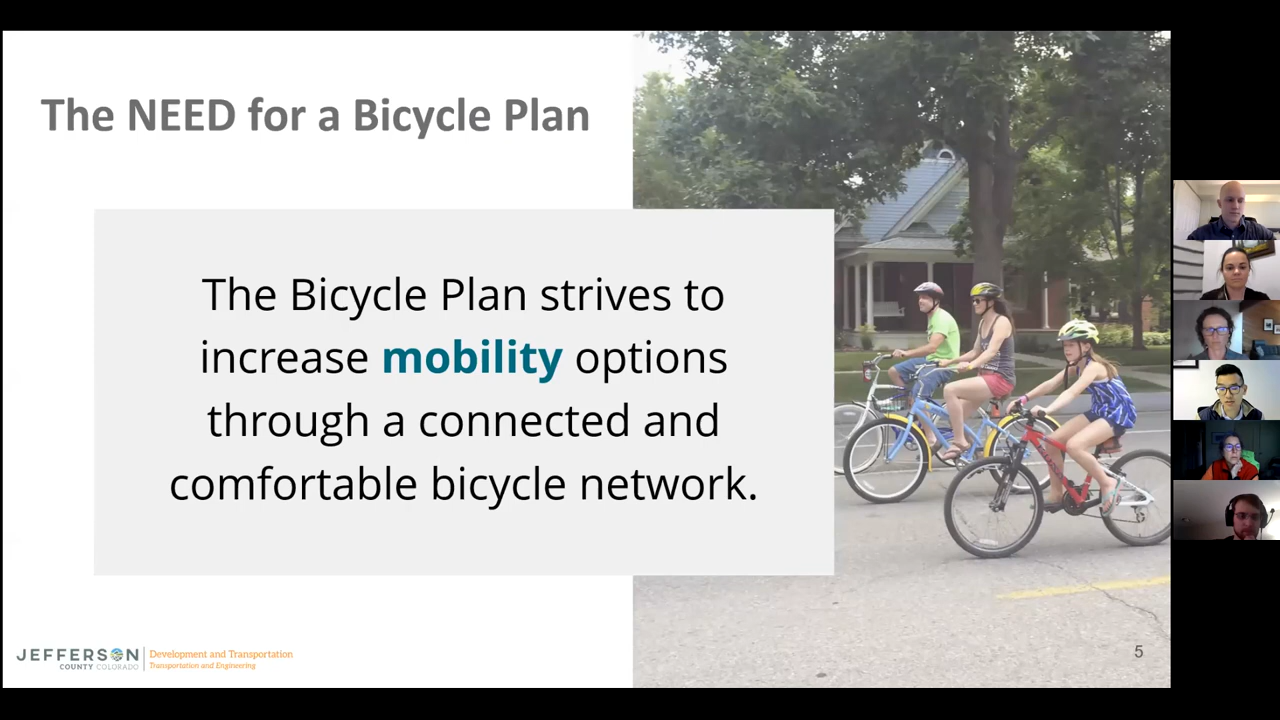 The NEED for a Bicycle Plan
The Bicycle Plan strives to
increase mobility options
through a connected and
comfortable bicycle network.
JEFFERSON
COUNTY COLORADO
Development and Transportation
Transportation and Engineering
5